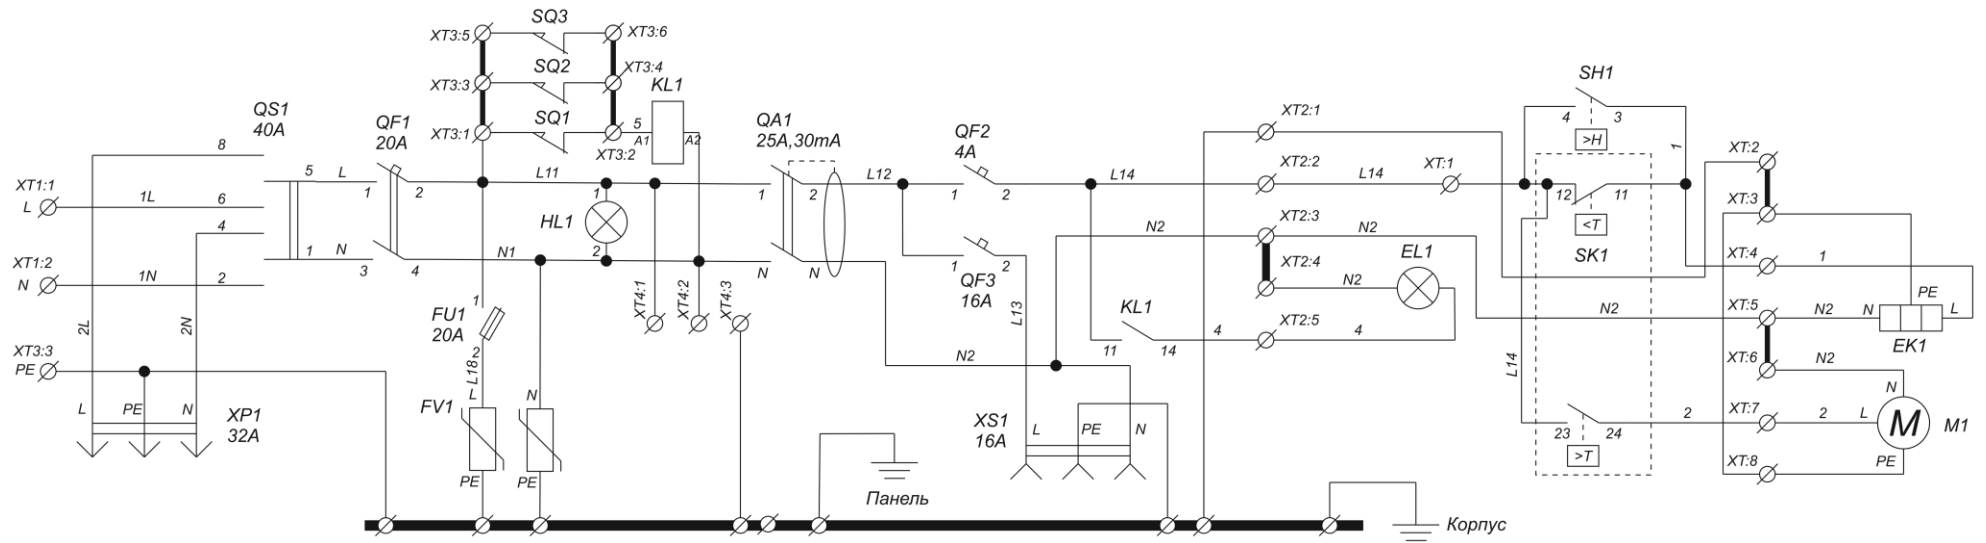 SQ3
XT3:5
XT3:6
SQ2
XT3:3
XT3:4
KL1
SQ1
XT3:1
XT3:2
5
A1
A2
QS1
40A
QF1
20A
QA1
25A,30mA
QF2
4A
8
5
L
1
2
L11
1
2
L12
1
2
L14
XT1:1
L
1L
6
4
1
N
3
4
N1
HL1
1
2
N
N
XT1:2
N
1N
2
2L
2N
XT3:3
PE
L
PE
N
XP1
32A
1
FU1
20A
2
L18
L
N
FV1
PE
PE
XT4:1
XT4:2
XT4:3
1
2
QF3
16A
L13
N2
XS1
16A
L
PE
N
Панель
KL1
11
14
4
N2
XT2:1
XT2:2
XT2:3
XT2:4
XT2:5
L14
N2
N2
4
EL1
XT:1
SH1
4
3
>H
1
12
11
<T
SK1
N2
L14
23
24
>T
2
XT:2
XT:3
XT:4
1
XT:5
N2
N
PE
L
EK1
XT:6
N2
N
XT:7
2
L
M
M1
XT:8
PE
Корпус